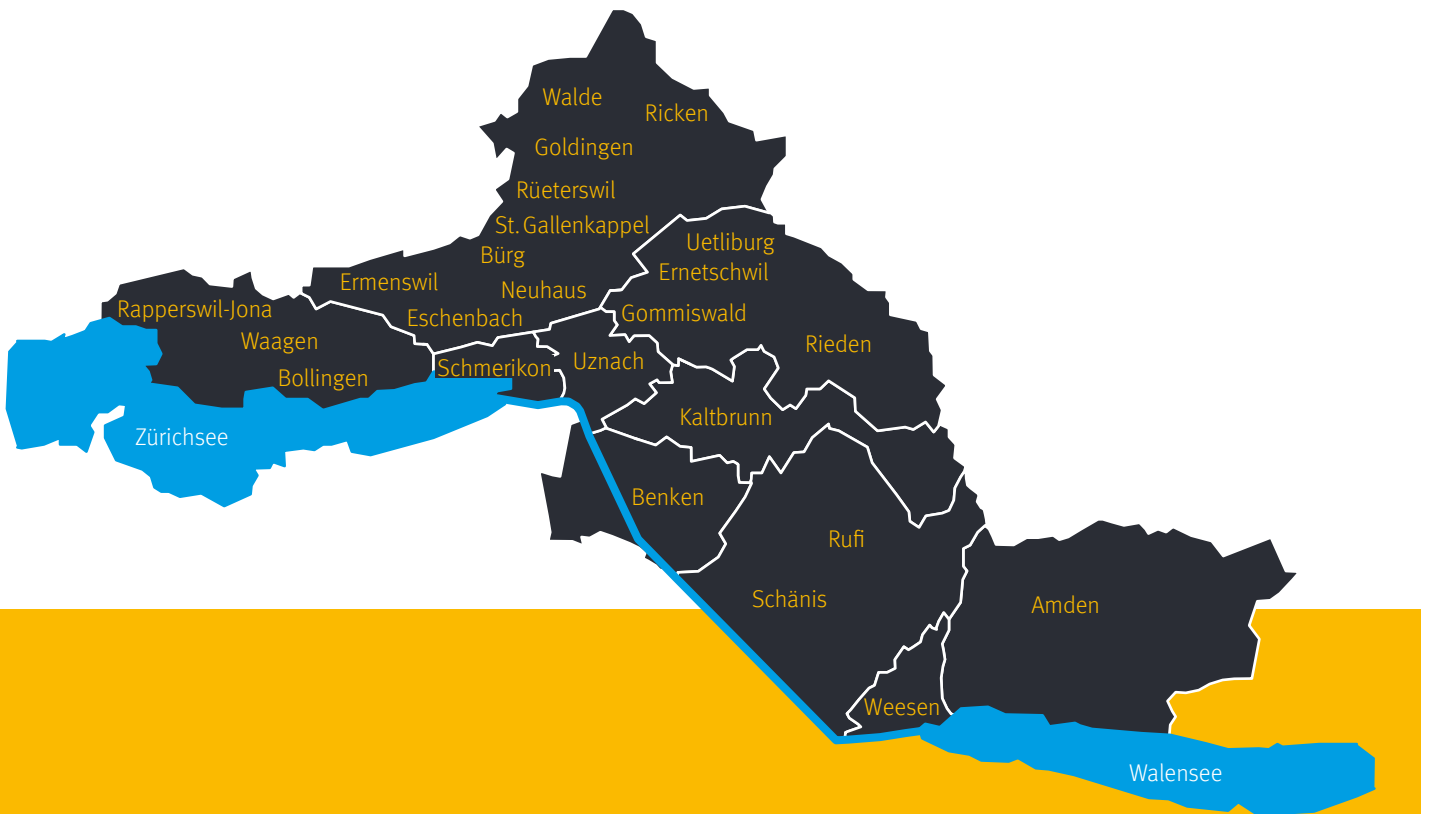 Walde
Ricken
Goldingen
Rüeterswil
St. Gallenkappel
Uetliburg
Bürg
Ernetschwil
Ermenswil
Neuhaus
Rapperswil-Jona
Eschenbach
Gommiswald
Waagen
Rieden
Schmerikon
Uznach
Bollingen
Kaltbrunn
Zürichsee
Benken
Rufi
Schänis
Amden
Weesen
Walensee